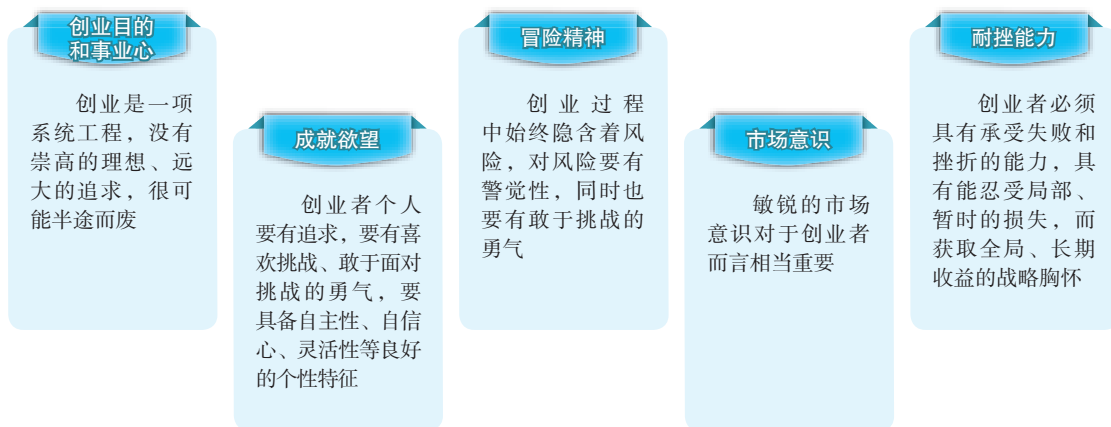 创业目的
和事业心
创业是一项
系统工程，没有
崇高的理想、远
大的追求，很可
能半途而废
成就欲望
创业者个人
要有追求，要有喜
欢挑战、敢于面对
挑战的勇气，要
具备自主性、自信
心、灵活性等良好
的个性特征
冒险精神
创业过程
中始终隐含着风
险，对风险要有
警觉性，同时也
要有敢于挑战的
勇气
市场意识
敏锐的市场
意识对于创业者
而言相当重要
耐挫能力
创业者必须
具有承受失败和
挫折的能力，具
有能忍受局部、
暂时的损失，而
获取全局、长期
收益的战略胸怀